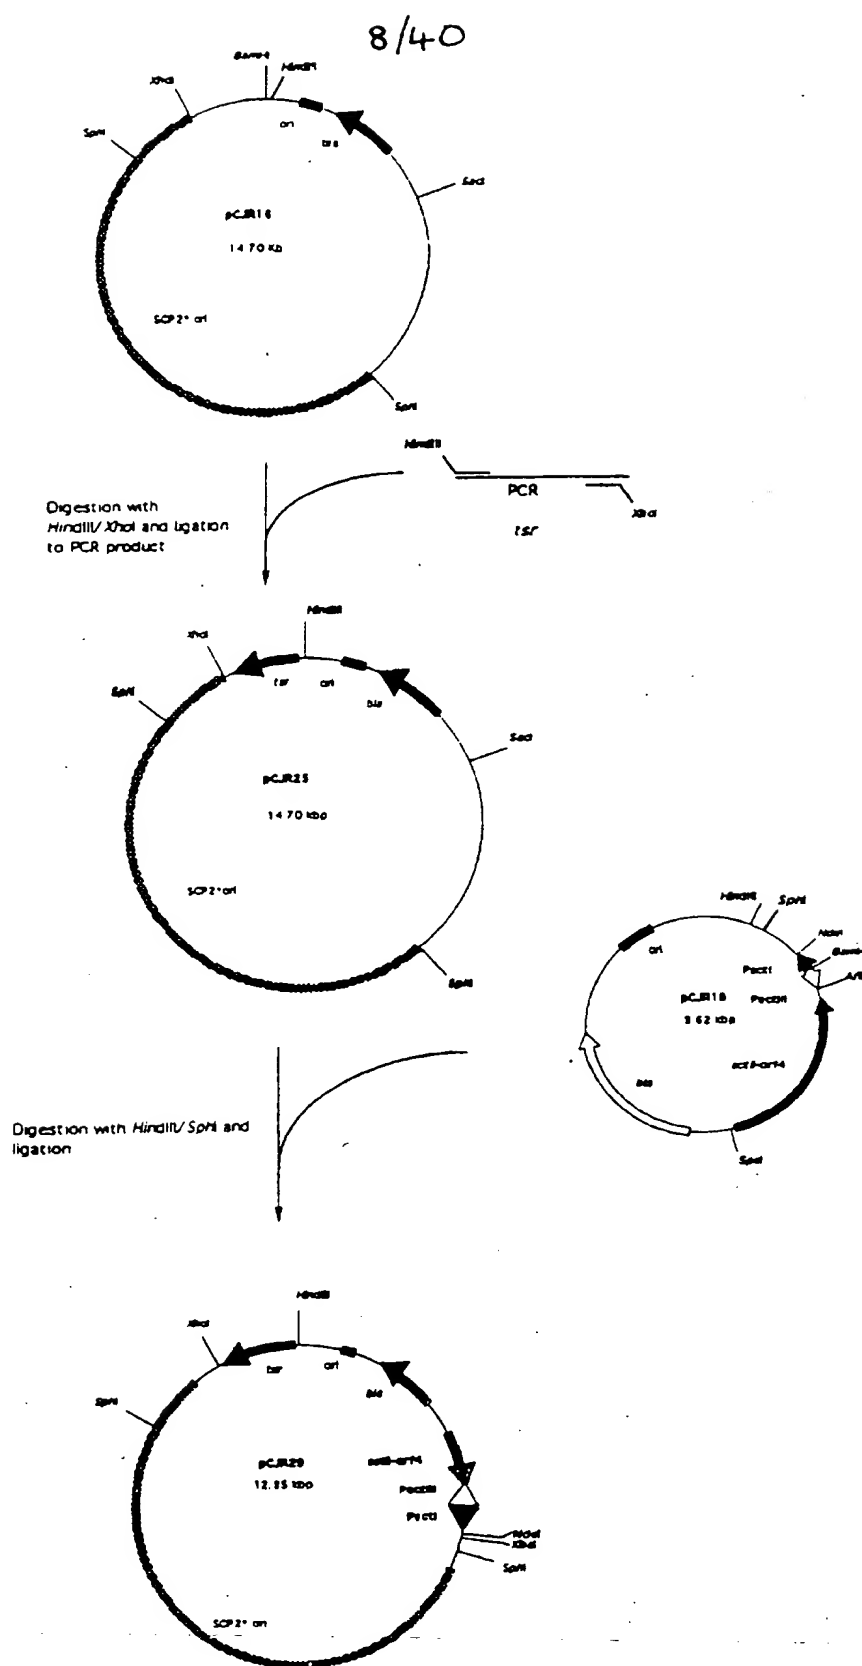 8/40
BamHI
HindIII
XhoI
SphI
ori
bla
SacI
pCJR16
14.70 Kb
SCP2* ori
SphI
HindIII
PCR
XbaI
tsr
Digestion with
HindIII/XhoI and ligation
to PCR product
HindIII
XhoI
SphI
tsr
ori
bla
SacI
pCJR25
14.70 kbp
SCP2*ori
SphI
HindIII
SphI
NdeI
ori
PactI
PactIII
pCJR18
bla
actII-orf4
Digestion with HindIII/SphI and
ligation
HindIII
XhoI
SphI
tsr
ori
bla
actII-orf4
pCJR29
PactIII
PactI
NdeI
XbaI
SphI
SCP2* ori